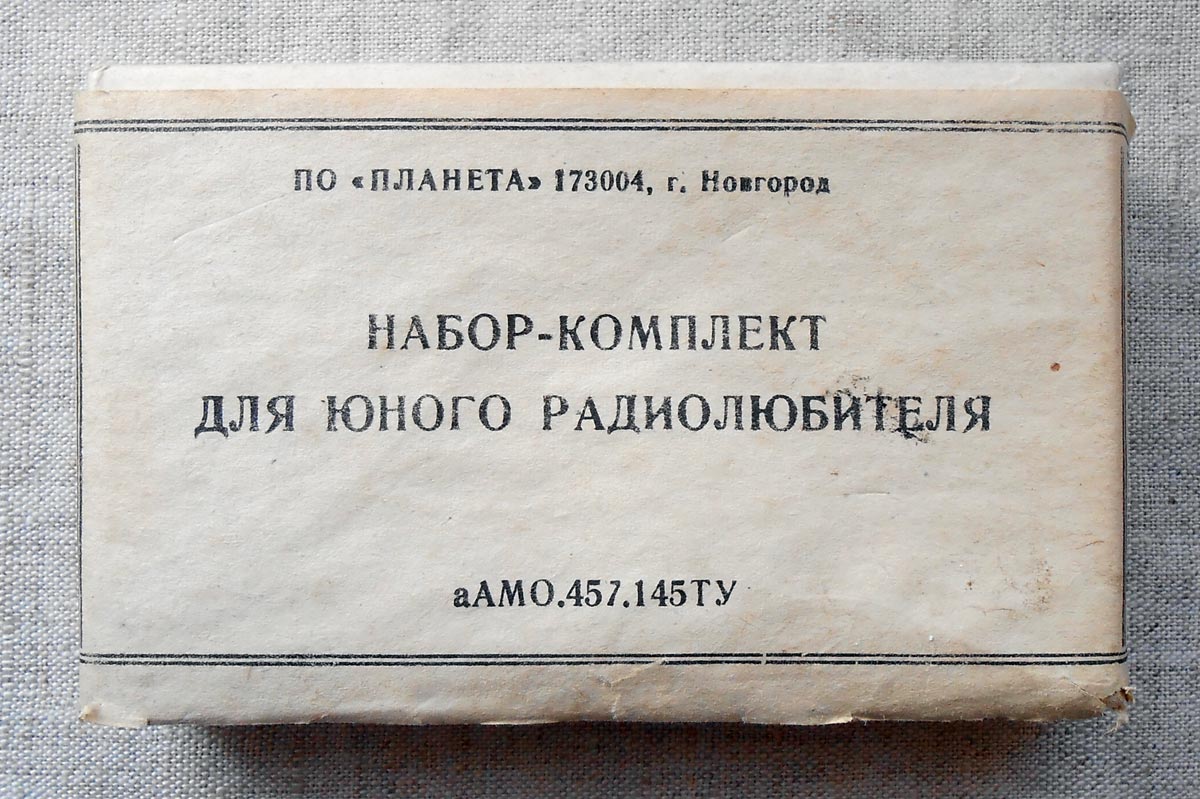 ПО «ПЛАНЕТА» 173004, г. Новгород
НАБОР-КОМПЛЕКТ
ДЛЯ ЮНОГО РАДИОЛЮБИТЕЛЯ
аАМО.457.145ТУ